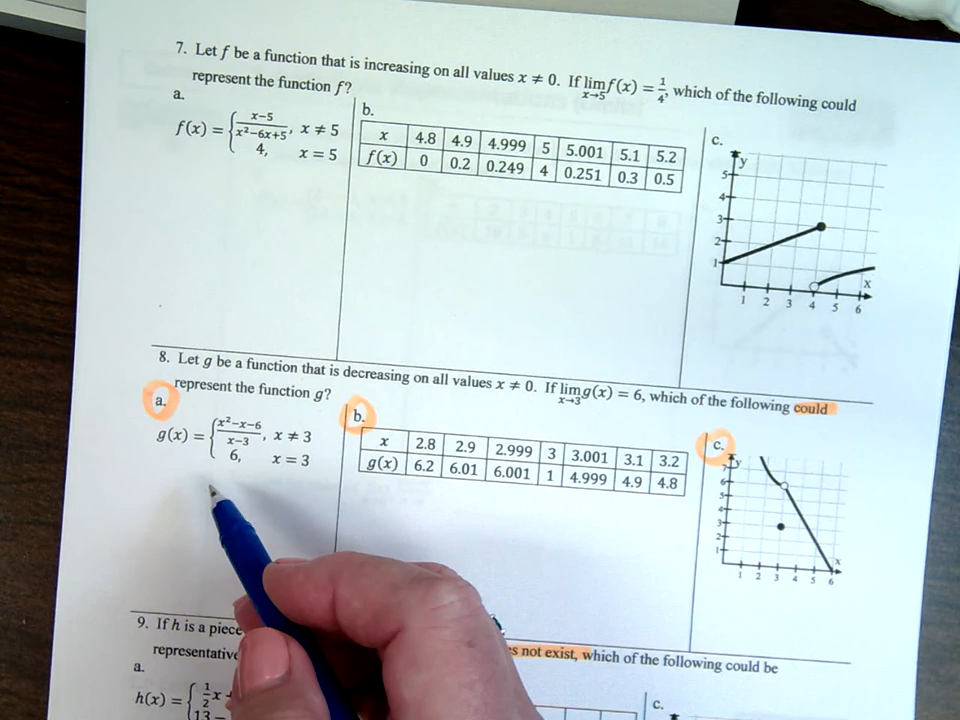 7. Let f be a function that is increasing on all values x ≠ 0. If lim x→5 f(x) = 1/4, which of the following could
represent the function f?
a.
f(x) = { (x−5)/(x²−6x+5), x ≠ 5
4, x = 5
b.
x 4.8 4.9 4.999 5 5.001 5.1 5.2
f(x) 0 0.2 0.249 4 0.251 0.3 0.5
c.
y
5
4
3
2
1
x
1 2 3 4 5 6
8. Let g be a function that is decreasing on all values x ≠ 0. If lim x→3 g(x) = 6, which of the following could
represent the function g?
a.
g(x) = { (x²−x−6)/(x−3), x ≠ 3
6, x = 3
b.
x 2.8 2.9 2.999 3 3.001 3.1 3.2
g(x) 6.2 6.01 6.001 1 4.999 4.9 4.8
c.
y
7
6
5
4
3
2
1
x
1 2 3 4 5 6
9. If h is a piece
s not exist, which of the following could be
representative
a.
h(x) = { 1/2 x
13 −
c.